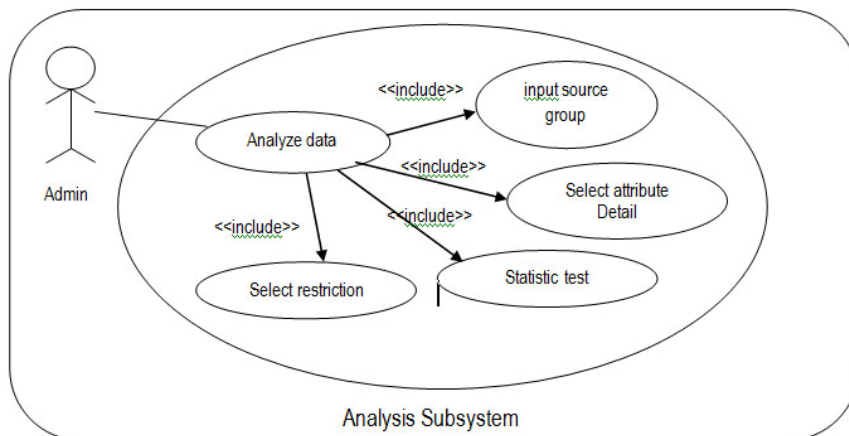 <<include>>
input source
group
Analyze data
<<include>>
Select attribute
Detail
Admin
<<include>>
<<include>>
Select restriction
Statistic test
Analysis Subsystem